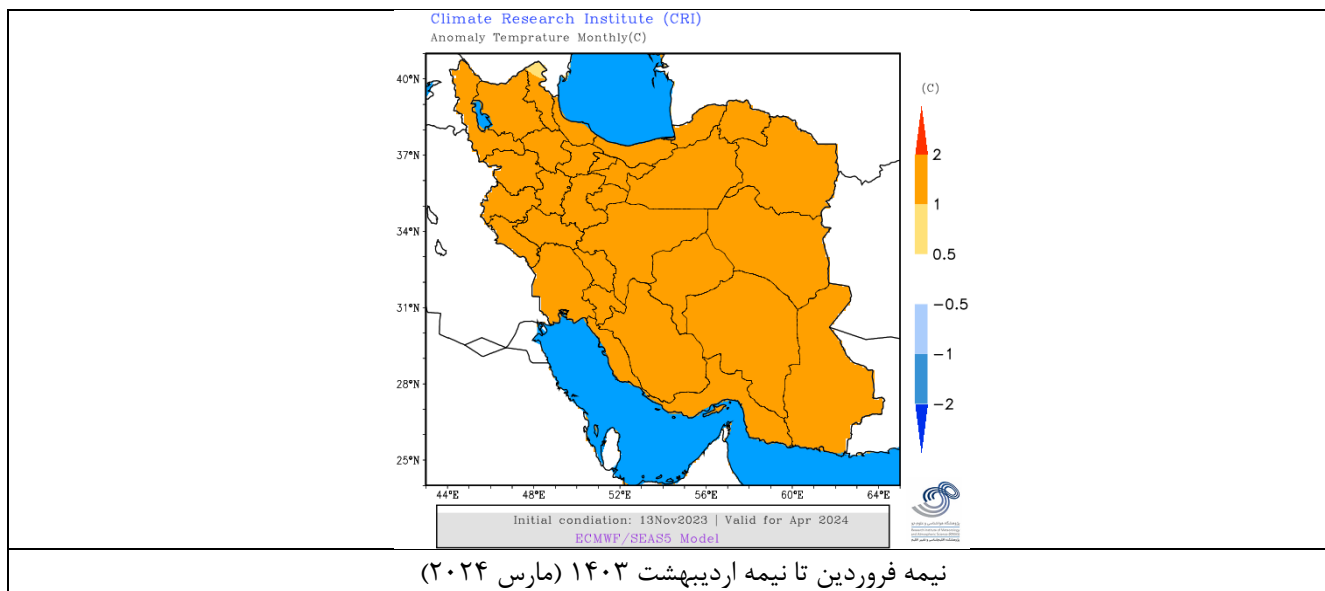 Climate Research Institute (CRI)
Anomaly Temprature Monthly(C)
40°N
37°N
34°N
31°N
28°N
25°N
44°E 48°E 52°E 56°E 60°E 64°E
(C)
2
1
0.5
−0.5
−1
−2
Initial condiation: 13Nov2023 | Valid for Apr 2024
ECMWF/SEAS5 Model
نیمه فروردین تا نیمه اردیبهشت ۱۴۰۳ (مارس ۲۰۲۴)